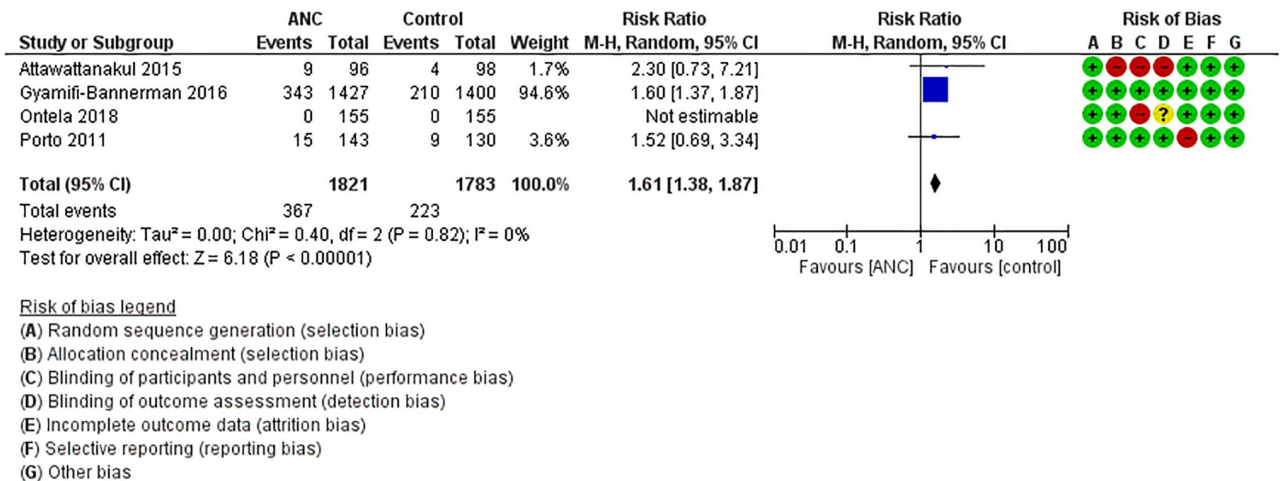 ANC Control Risk Ratio Risk Ratio Risk of Bias
Study or Subgroup Events Total Events Total Weight M-H, Random, 95% CI M-H, Random, 95% CI A B C D E F G
Attawattanakul 2015 9 96 4 98 1.7% 2.30 [0.73, 7.21] + - - - + + +
Gyamifi-Bannerman 2016 343 1427 210 1400 94.6% 1.60 [1.37, 1.87] + + + + + + +
Ontela 2018 0 155 0 155 Not estimable + + - ? + + +
Porto 2011 15 143 9 130 3.6% 1.52 [0.69, 3.34] + + + + - + +
Total (95% CI) 1821 1783 100.0% 1.61 [1.38, 1.87]
Total events 367 223
Heterogeneity: Tau² = 0.00; Chi² = 0.40, df = 2 (P = 0.82); I² = 0%
Test for overall effect: Z = 6.18 (P < 0.00001)
0.01 0.1 1 10 100
Favours [ANC] Favours [control]
Risk of bias legend
(A) Random sequence generation (selection bias)
(B) Allocation concealment (selection bias)
(C) Blinding of participants and personnel (performance bias)
(D) Blinding of outcome assessment (detection bias)
(E) Incomplete outcome data (attrition bias)
(F) Selective reporting (reporting bias)
(G) Other bias